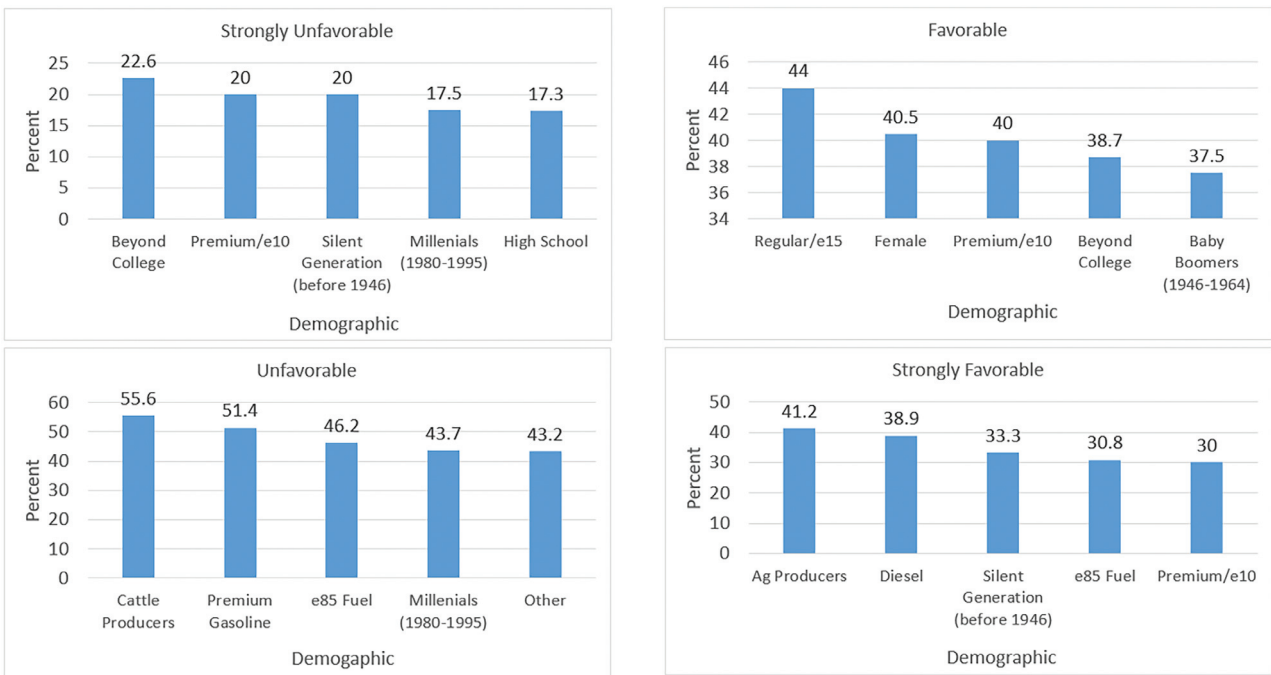 Strongly Unfavorable
25
20
15
10
5
0
Percent
22.6
20
20
17.5
17.3
Beyond
College
Premium/e10
Silent
Generation
(before 1946)
Millenials
(1980-1995)
High School
Demographic
Favorable
46
44
42
40
38
36
34
Percent
44
40.5
40
38.7
37.5
Regular/e15
Female
Premium/e10
Beyond
College
Baby
Boomers
(1946-1964)
Demographic
Unfavorable
60
50
40
30
20
10
0
Percent
55.6
51.4
46.2
43.7
43.2
Cattle
Producers
Premium
Gasoline
e85 Fuel
Millenials
(1980-1995)
Other
Demogaphic
Strongly Favorable
50
40
30
20
10
0
Percent
41.2
38.9
33.3
30.8
30
Ag Producers
Diesel
Silent
Generation
(before 1946)
e85 Fuel
Premium/e10
Demographic